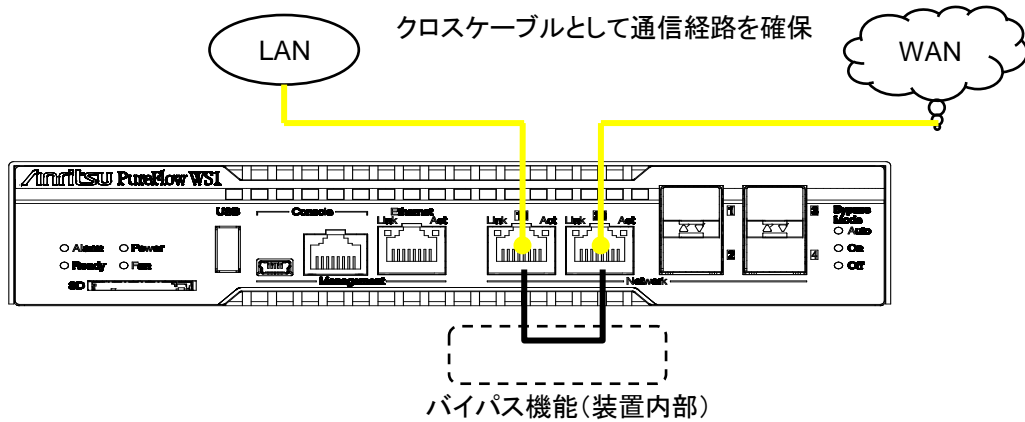 クロスケーブルとして通信経路を確保
LAN
WAN
Anritsu PureFlow WS1
USB
Console
Ethernet
Link Act
Link Act
Link Act
1
2
3
4
Bypass Mode
Auto
On
Off
Alarm
Power
Ready
Fan
SD
Management
Network
バイパス機能(装置内部)